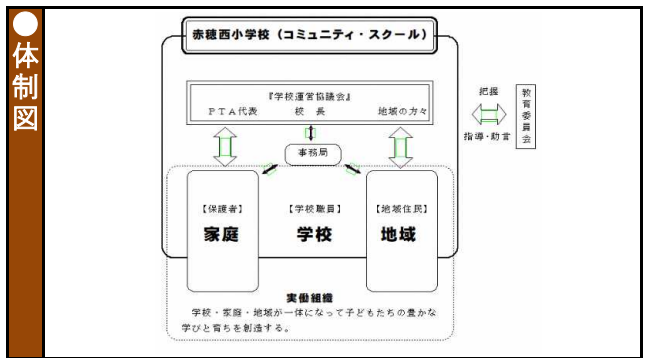 ●体制図
赤穂西小学校（コミュニティ・スクール）
『学校運営協議会』
ＰＴＡ代表　校　長　地域の方々
事務局
把握
指導・助言
教育委員会
【保護者】　【学校職員】　【地域住民】
家庭　学校　地域
実働組織
学校・家庭・地域が一体になって子どもたちの豊かな
学びと育ちを創造する。